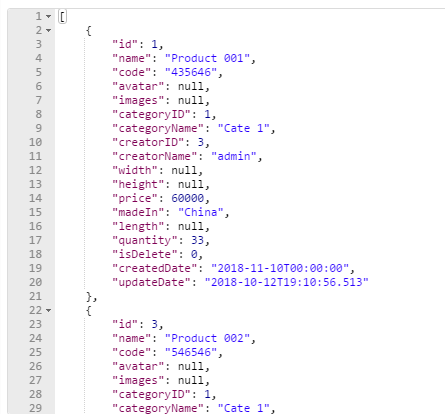 1 [
2 {
3 "id": 1,
4 "name": "Product 001",
5 "code": "435646",
6 "avatar": null,
7 "images": null,
8 "categoryID": 1,
9 "categoryName": "Cate 1",
10 "creatorID": 3,
11 "creatorName": "admin",
12 "width": null,
13 "height": null,
14 "price": 60000,
15 "madeIn": "China",
16 "length": null,
17 "quantity": 33,
18 "isDelete": 0,
19 "createdDate": "2018-11-10T00:00:00",
20 "updateDate": "2018-10-12T19:10:56.513"
21 },
22 {
23 "id": 3,
24 "name": "Product 002",
25 "code": "546546",
26 "avatar": null,
27 "images": null,
28 "categoryID": 1,
29 "categoryName": "Cate 1",